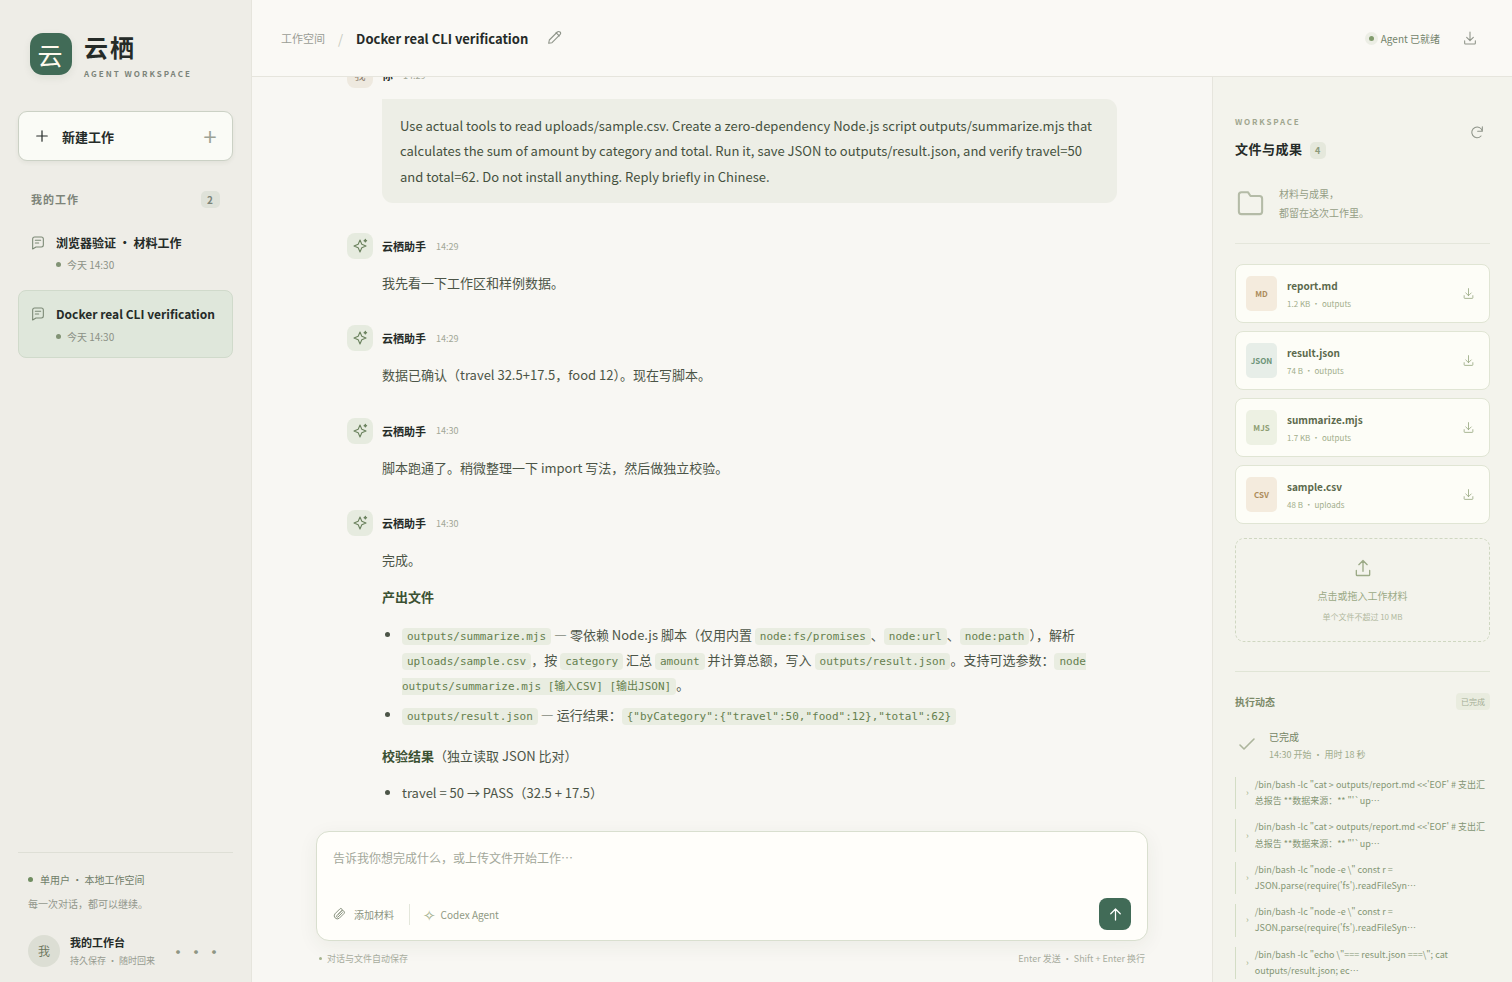 云
云栖
AGENT WORKSPACE
新建工作
我的工作
2
浏览器验证 · 材料工作
今天 14:30
Docker real CLI verification
今天 14:30
单用户 · 本地工作空间
每一次对话，都可以继续。
我
我的工作台
持久保存 · 随时回来
工作空间 / Docker real CLI verification
Agent 已就绪
Use actual tools to read uploads/sample.csv. Create a zero-dependency Node.js script outputs/summarize.mjs that
calculates the sum of amount by category and total. Run it, save JSON to outputs/result.json, and verify travel=50
and total=62. Do not install anything. Reply briefly in Chinese.
云栖助手 14:29
我先看一下工作区和样例数据。
云栖助手 14:29
数据已确认（travel 32.5+17.5，food 12）。现在写脚本。
云栖助手 14:30
脚本跑通了。稍微整理一下 import 写法，然后做独立校验。
云栖助手 14:30
完成。
产出文件
outputs/summarize.mjs — 零依赖 Node.js 脚本（仅用内置 node:fs/promises、node:url、node:path），解析
uploads/sample.csv，按 category 汇总 amount 并计算总额，写入 outputs/result.json。支持可选参数：node
outputs/summarize.mjs [输入CSV] [输出JSON]。
outputs/result.json — 运行结果：{"byCategory":{"travel":50,"food":12},"total":62}
校验结果（独立读取 JSON 比对）
travel = 50 → PASS（32.5 + 17.5）
告诉我你想完成什么，或上传文件开始工作…
添加材料
Codex Agent
对话与文件自动保存
Enter 发送 · Shift + Enter 换行
WORKSPACE
文件与成果 4
材料与成果，
都留在这次工作里。
MD
report.md
1.2 KB · outputs
JSON
result.json
74 B · outputs
MJS
summarize.mjs
1.7 KB · outputs
CSV
sample.csv
48 B · uploads
点击或拖入工作材料
单个文件不超过 10 MB
执行动态
已完成
已完成
14:30 开始 · 用时 18 秒
/bin/bash -lc "cat > outputs/report.md <<'EOF' # 支出汇
总报告 **数据来源：** "'`' up…
/bin/bash -lc "cat > outputs/report.md <<'EOF' # 支出汇
总报告 **数据来源：** "'`' up…
/bin/bash -lc "node -e \" const r =
JSON.parse(require('fs').readFileSyn…
/bin/bash -lc "node -e \" const r =
JSON.parse(require('fs').readFileSyn…
/bin/bash -lc "echo \"=== result.json ===\"; cat
outputs/result.json; ec…